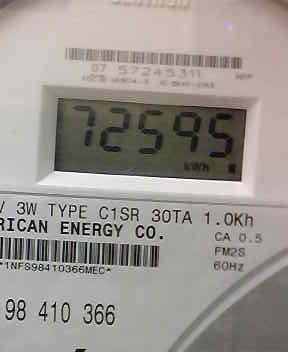 07 57245311
72595
kWh
V 3W TYPE C1SR 30TA 1.0Kh
RICAN ENERGY CO.
CA 0.5
FM2S
60Hz
*1NFS98410366MEC*
98 410 366